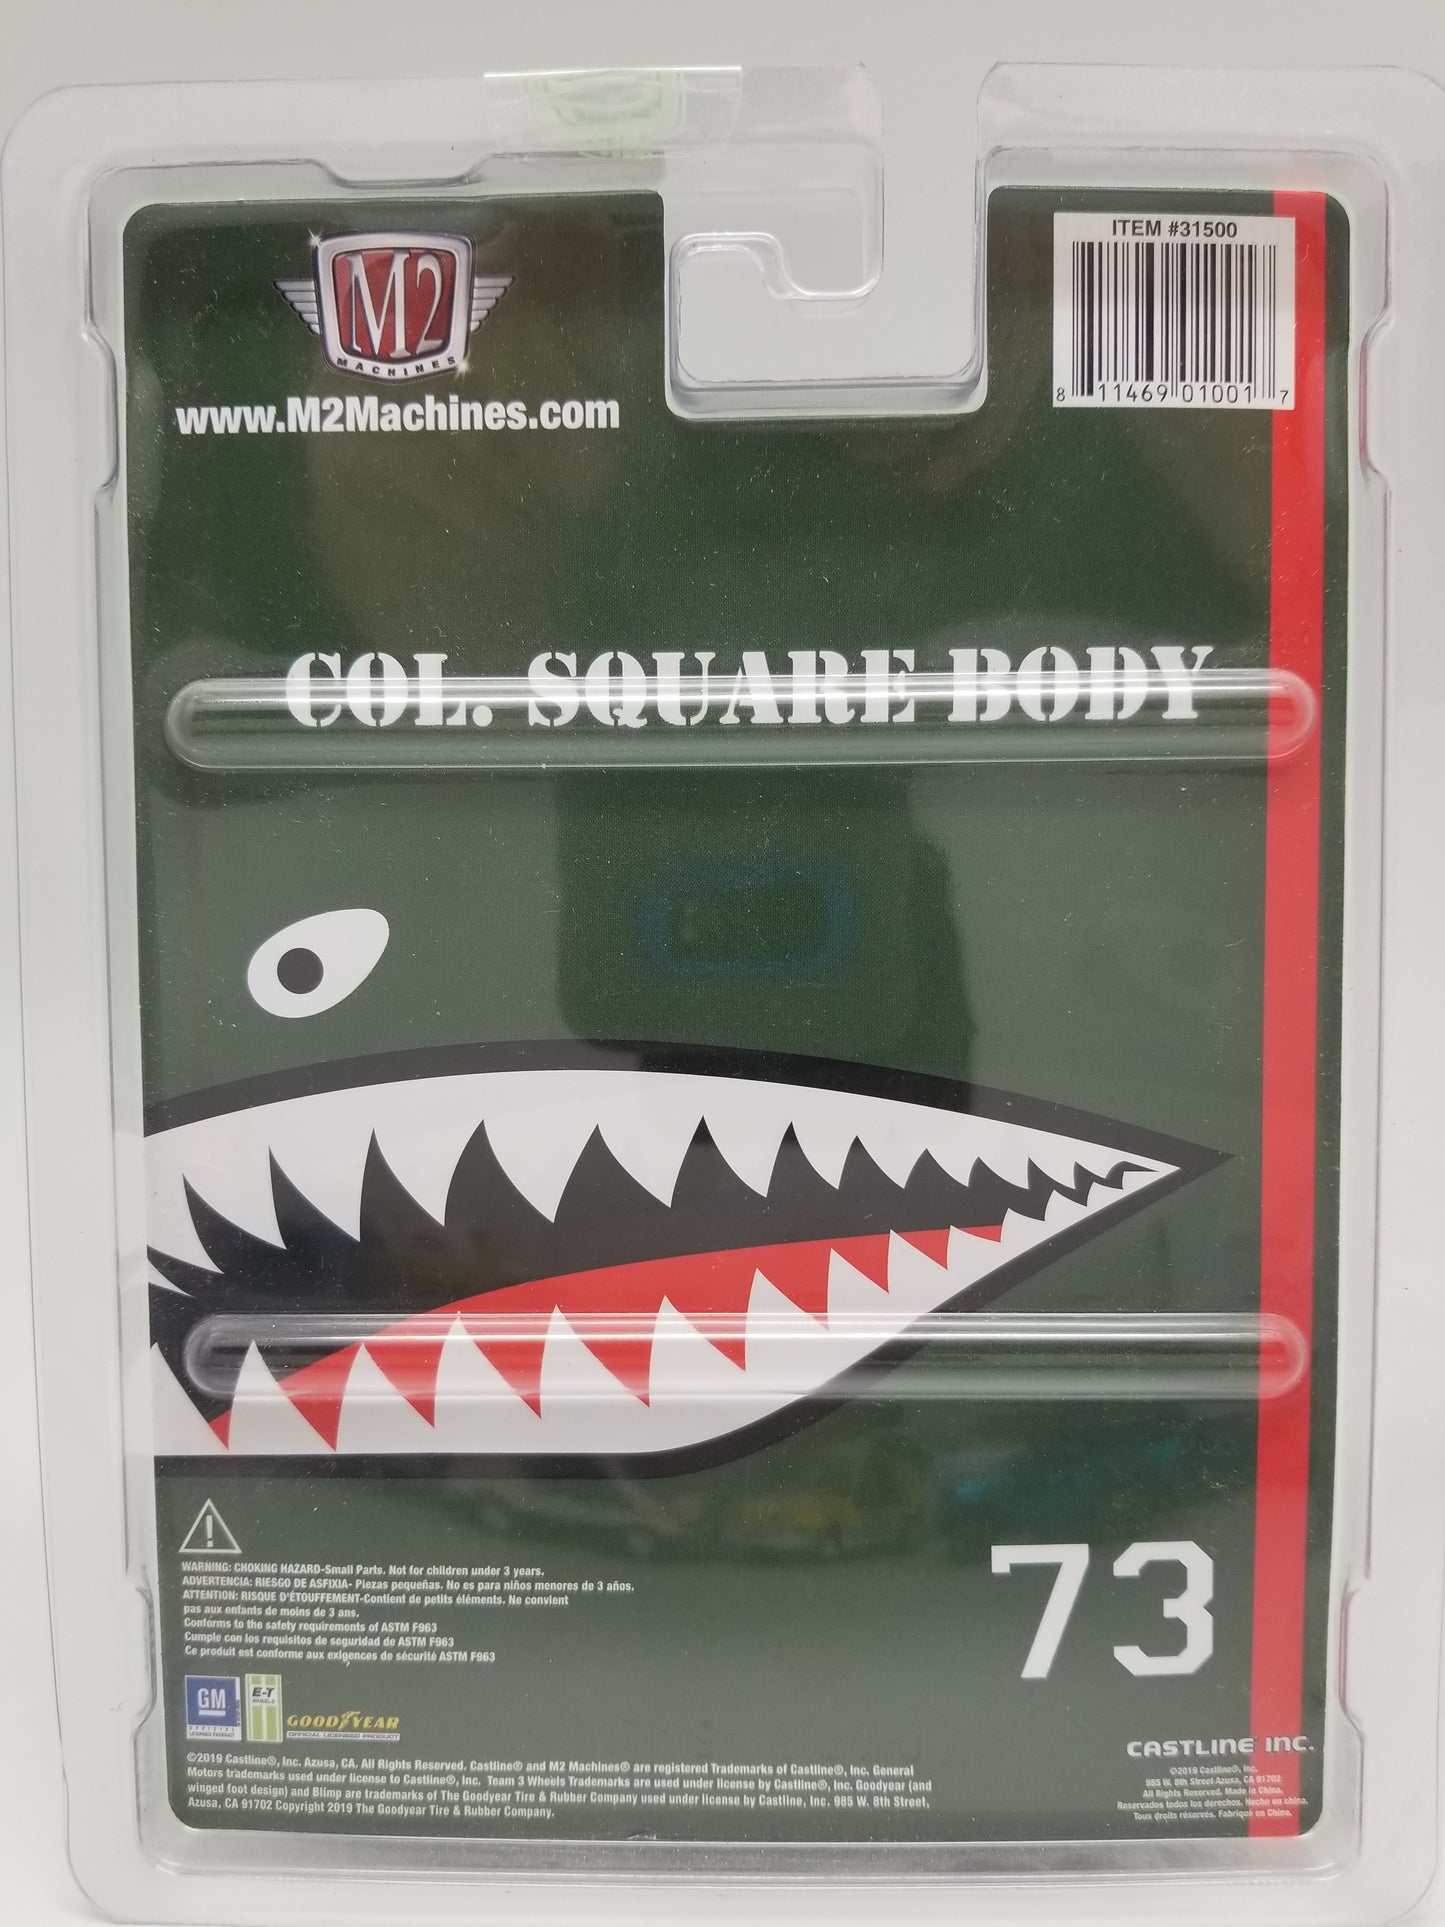 M2
MACHINES
www.M2Machines.com
ITEM #31500
8 11469 01001 7
COL. SQUARE BODY
!
WARNING: CHOKING HAZARD-Small Parts. Not for children under 3 years.
ADVERTENCIA: RIESGO DE ASFIXIA- Piezas pequeñas. No es para niños menores de 3 años.
ATTENTION: RISQUE D'ÉTOUFFEMENT-Contient de petits éléments. Ne convient
pas aux enfants de moins de 3 ans.
Conforms to the safety requirements of ASTM F963
Cumple con los requisitos de seguridad de ASTM F963
Ce produit est conforme aux exigences de sécurité ASTM F963
73
GM
OFFICIAL
LICENSED PRODUCT
E-T
WHEELS
GOODYEAR
OFFICIAL LICENSED PRODUCT
©2019 Castline®, Inc. Azusa, CA. All Rights Reserved. Castline® and M2 Machines® are registered Trademarks of Castline®, Inc. General
Motors trademarks used under license to Castline®, Inc. Team 3 Wheels Trademarks are used under license by Castline®, Inc. Goodyear (and
winged foot design) and Blimp are trademarks of The Goodyear Tire & Rubber Company used under license by Castline, Inc. 985 W. 8th Street,
Azusa, CA 91702 Copyright 2019 The Goodyear Tire & Rubber Company.
CASTLINE INC.
©2019 Castline®, Inc.
985 W. 8th Street Azusa, CA 91702
All Rights Reserved. Made in China.
Reservados todos los derechos. Hecho en china.
Tous droits réservés. Fabriqué en Chine.